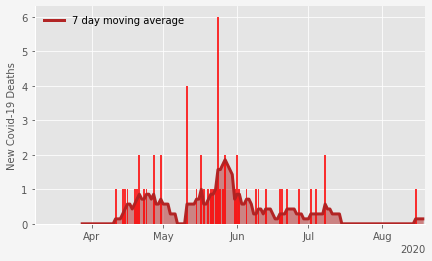 7 day moving average
New Covid-19 Deaths
6
5
4
3
2
1
0
Apr
May
Jun
Jul
Aug
2020